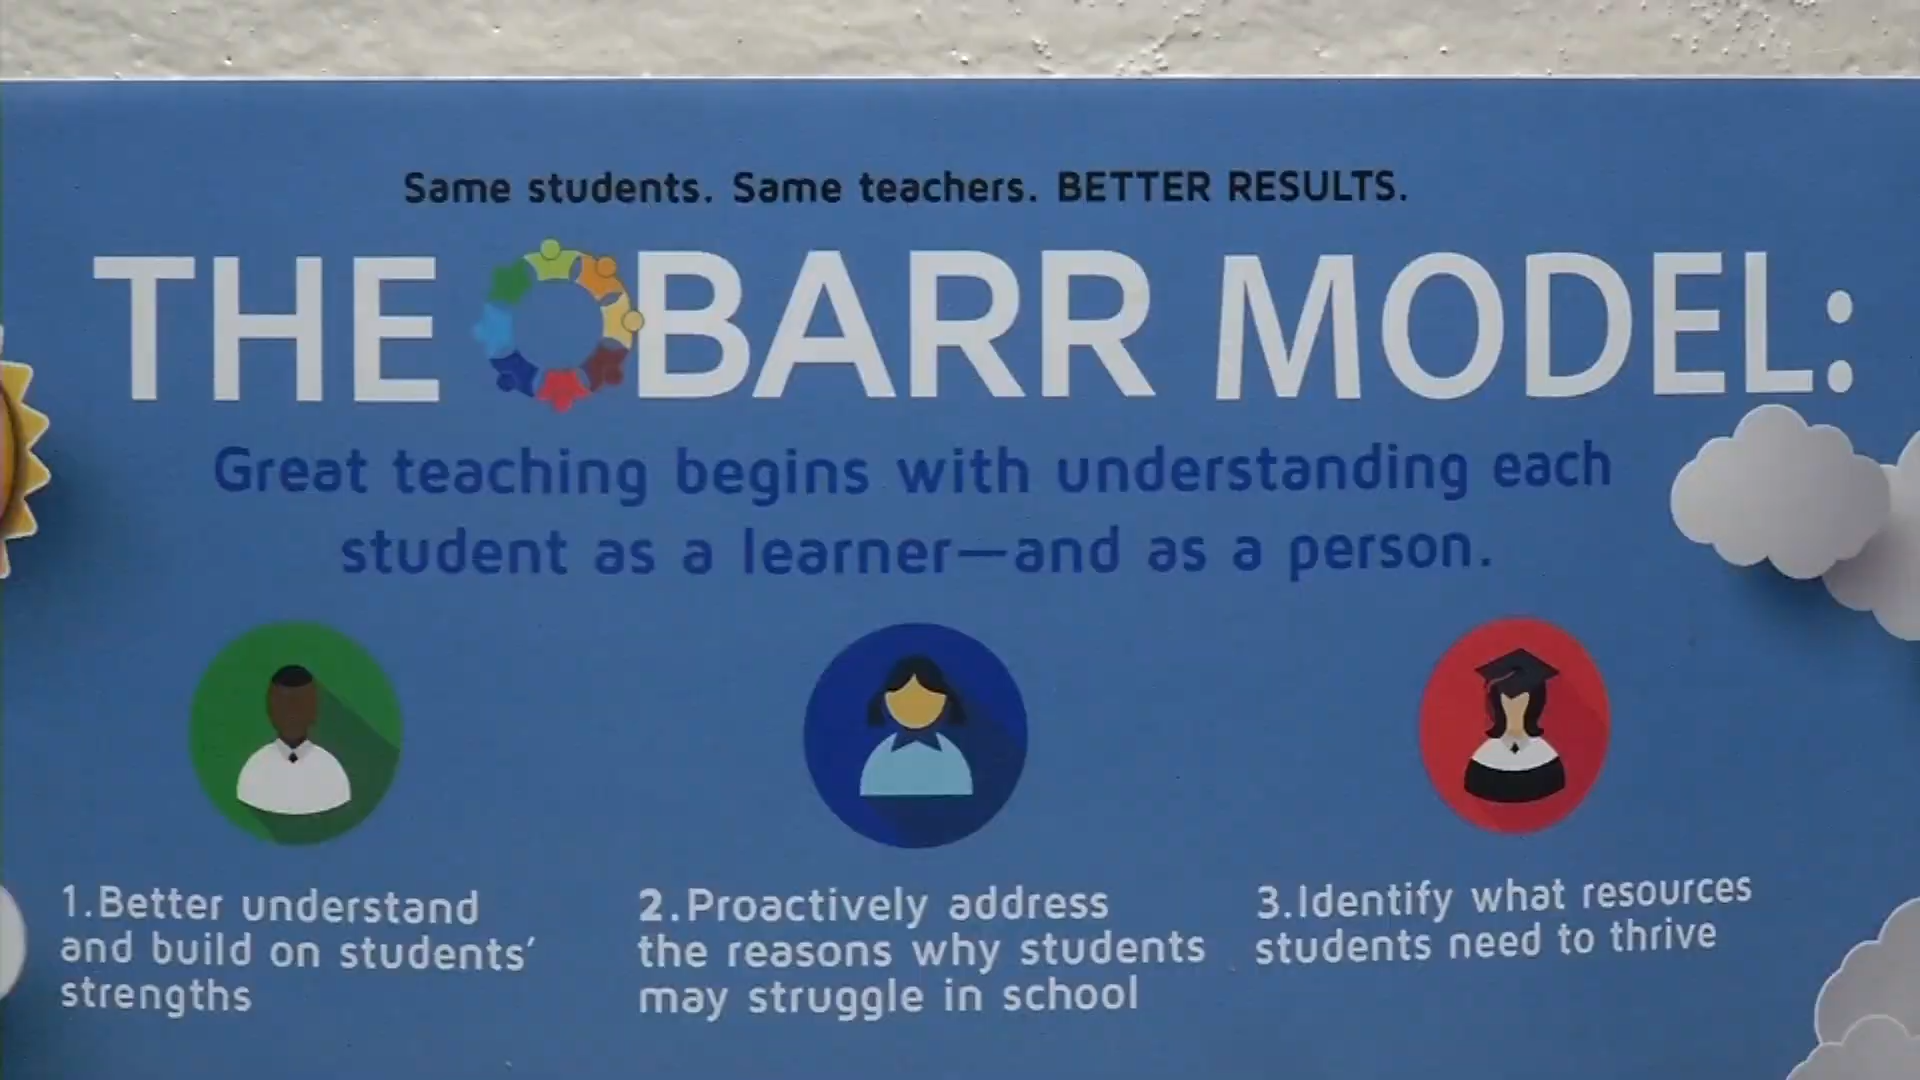 Same students. Same teachers. BETTER RESULTS.
THE BARR MODEL:
Great teaching begins with understanding each
student as a learner—and as a person.
1.Better understand
and build on students’
strengths
2.Proactively address
the reasons why students
may struggle in school
3.Identify what resources
students need to thrive